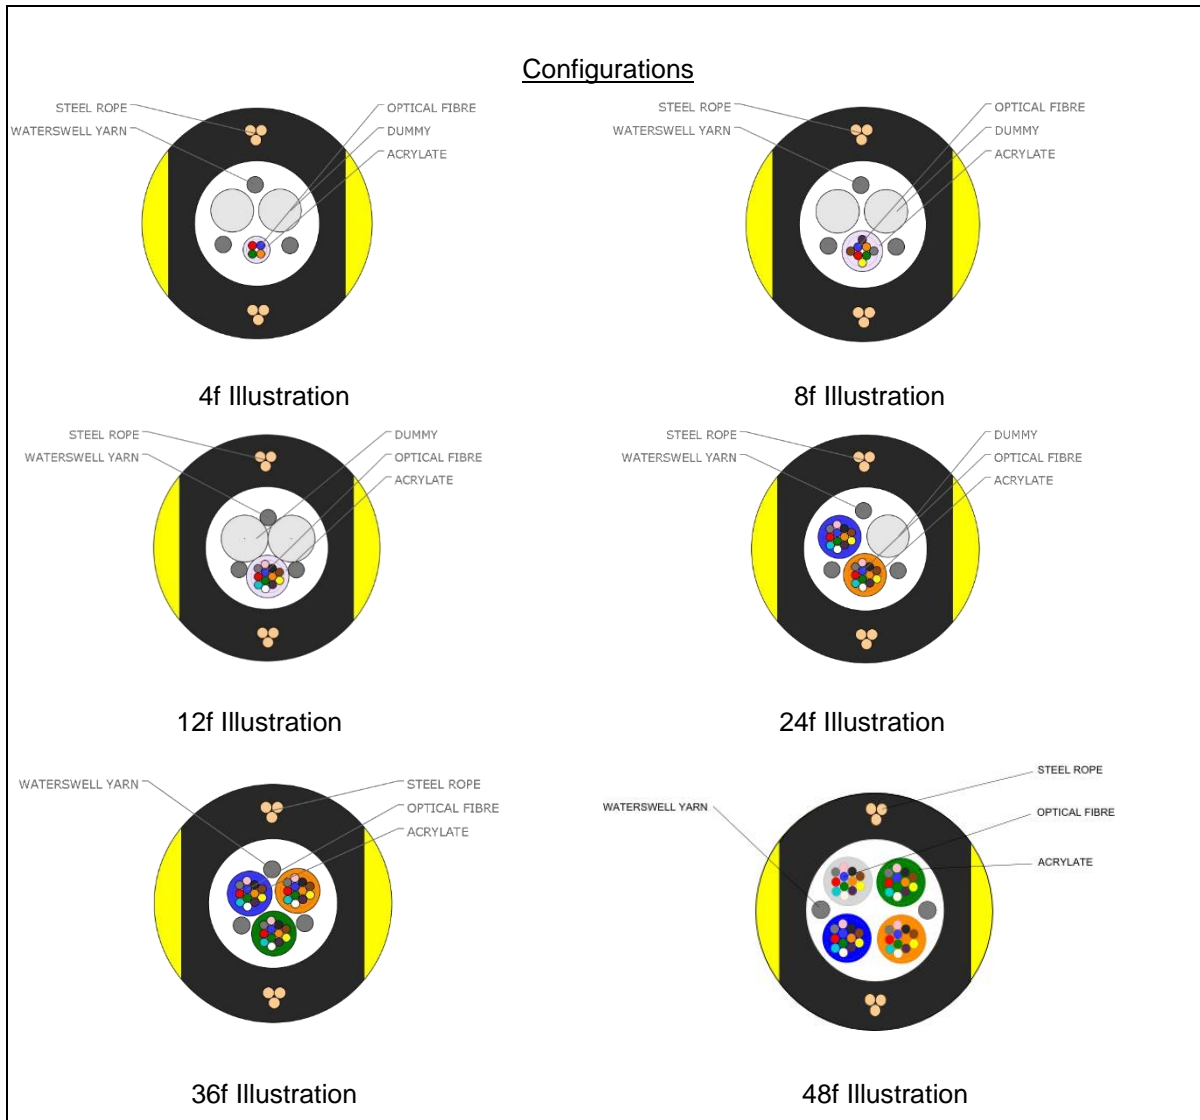 Configurations
STEEL ROPE
WATERSWELL YARN
OPTICAL FIBRE
DUMMY
ACRYLATE
4f Illustration
STEEL ROPE
WATERSWELL YARN
OPTICAL FIBRE
DUMMY
ACRYLATE
8f Illustration
STEEL ROPE
WATERSWELL YARN
DUMMY
OPTICAL FIBRE
ACRYLATE
12f Illustration
STEEL ROPE
WATERSWELL YARN
DUMMY
OPTICAL FIBRE
ACRYLATE
24f Illustration
WATERSWELL YARN
STEEL ROPE
OPTICAL FIBRE
ACRYLATE
36f Illustration
WATERSWELL YARN
STEEL ROPE
OPTICAL FIBRE
ACRYLATE
48f Illustration